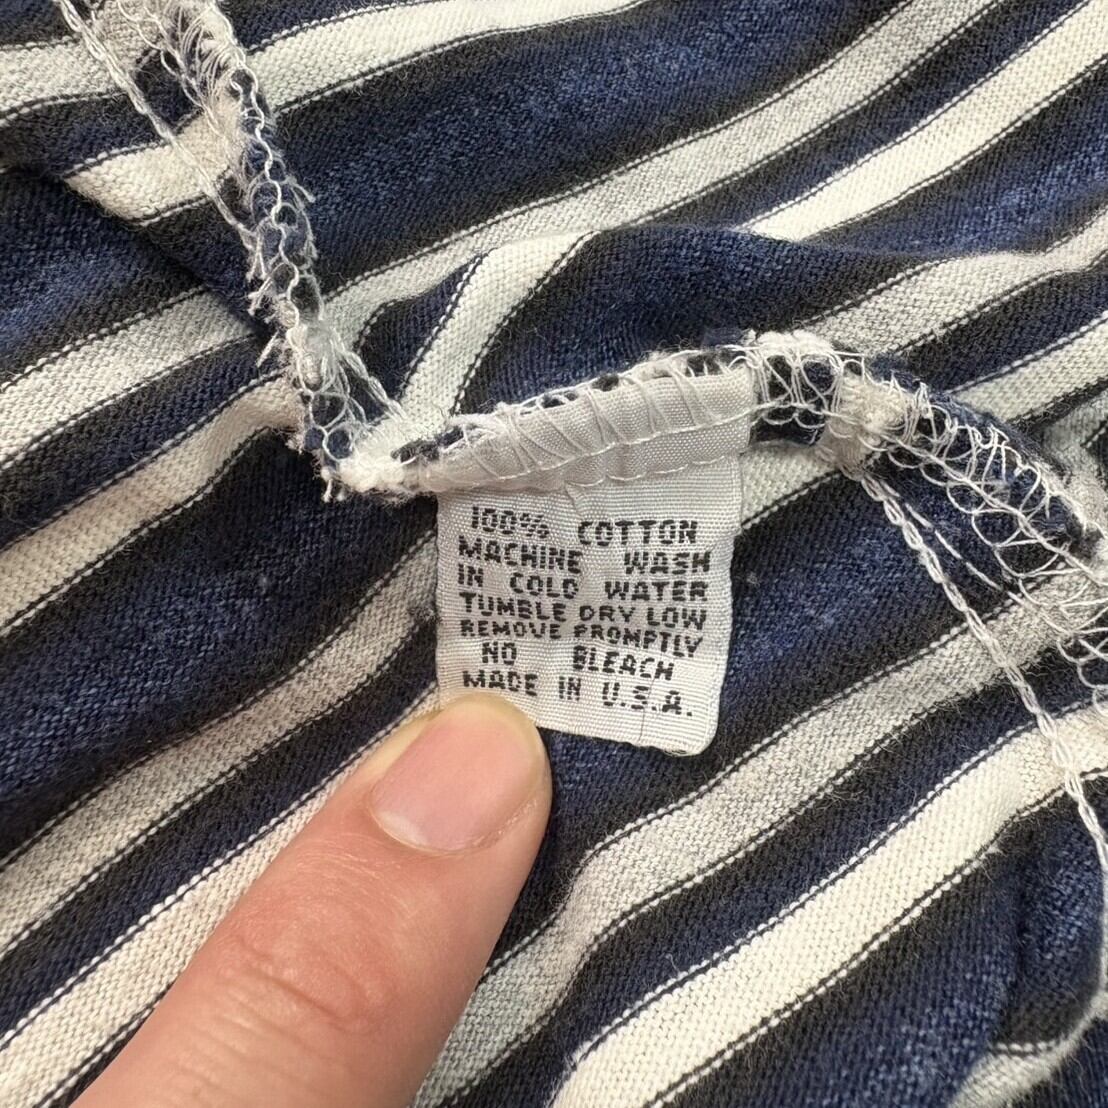 100% COTTON
MACHINE WASH
IN COLD WATER
TUMBLE DRY LOW
REMOVE PROMPTLY
NO BLEACH
MADE IN U.S.A.